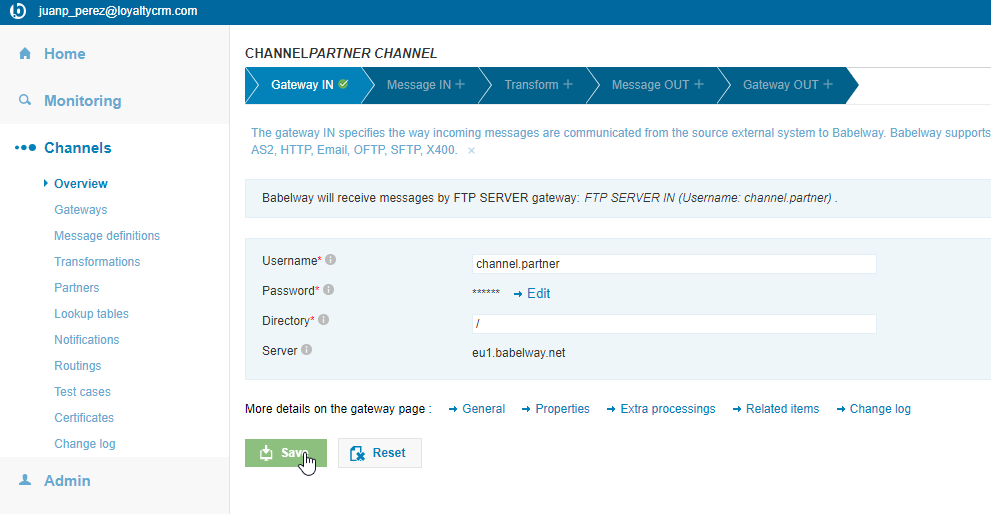 juanp_perez@loyaltycrm.com
Home
Monitoring
Channels
Overview
Gateways
Message definitions
Transformations
Partners
Lookup tables
Notifications
Routings
Test cases
Certificates
Change log
Admin
CHANNELPARTNER CHANNEL
Gateway IN Message IN + Transform + Message OUT + Gateway OUT +
The gateway IN specifies the way incoming messages are communicated from the source external system to Babelway. Babelway supports
AS2, HTTP, Email, OFTP, SFTP, X400. ×
Babelway will receive messages by FTP SERVER gateway: FTP SERVER IN (Username: channel.partner) .
Username* channel.partner
Password* ****** → Edit
Directory* /
Server eu1.babelway.net
More details on the gateway page : → General → Properties → Extra processings → Related items → Change log
Save Reset